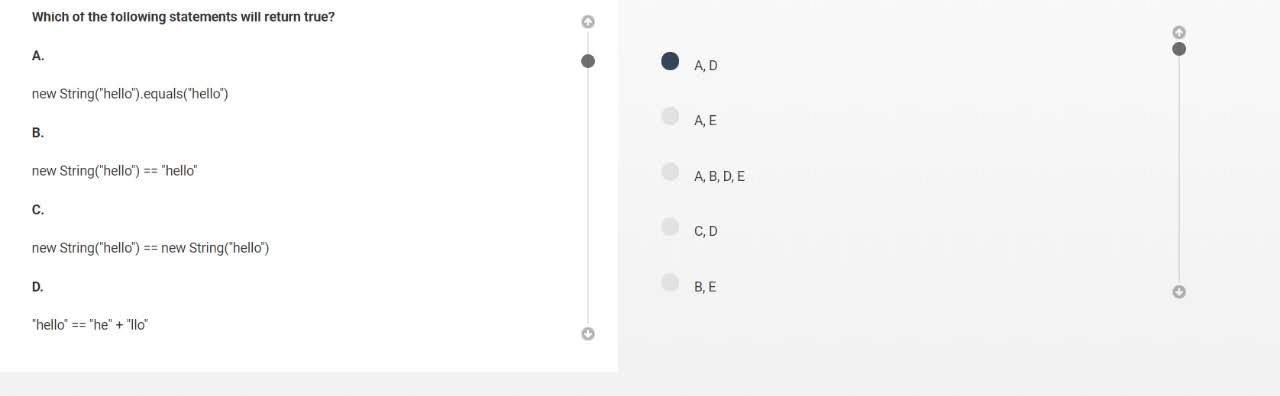 Which of the following statements will return true?
A.
new String("hello").equals("hello")
B.
new String("hello") == "hello"
C.
new String("hello") == new String("hello")
D.
"hello" == "he" + "llo"
A, D
A, E
A, B, D, E
C, D
B, E